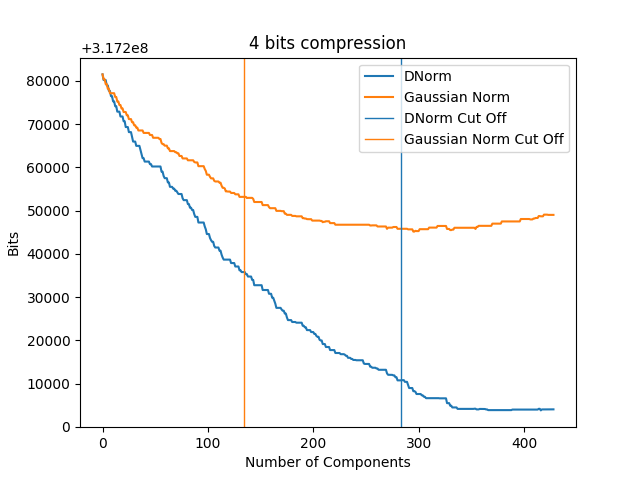 4 bits compression
+3.172e8
DNorm
Gaussian Norm
DNorm Cut Off
Gaussian Norm Cut Off
Bits
80000
70000
60000
50000
40000
30000
20000
10000
0
0 100 200 300 400
Number of Components